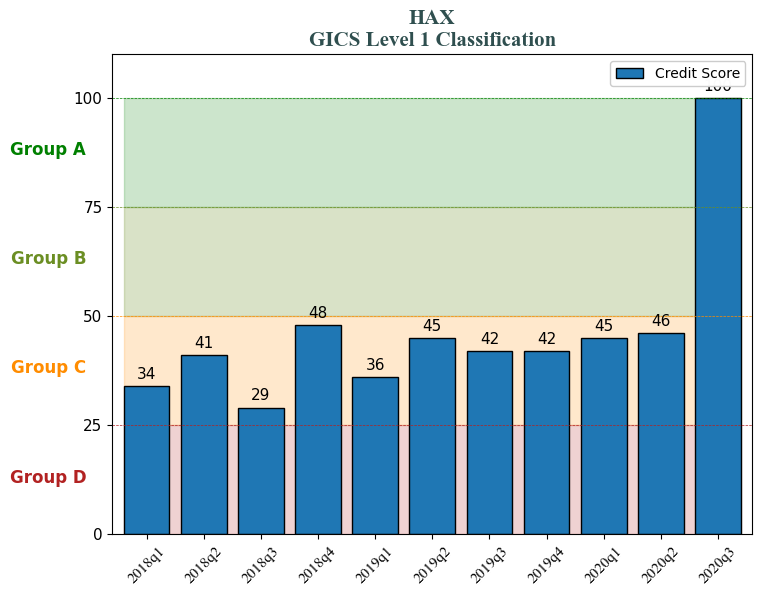 HAX
GICS Level 1 Classification
Credit Score
100
75
50
25
0
Group A
Group B
Group C
Group D
34
41
29
48
36
45
42
42
45
46
100
2018q1
2018q2
2018q3
2018q4
2019q1
2019q2
2019q3
2019q4
2020q1
2020q2
2020q3